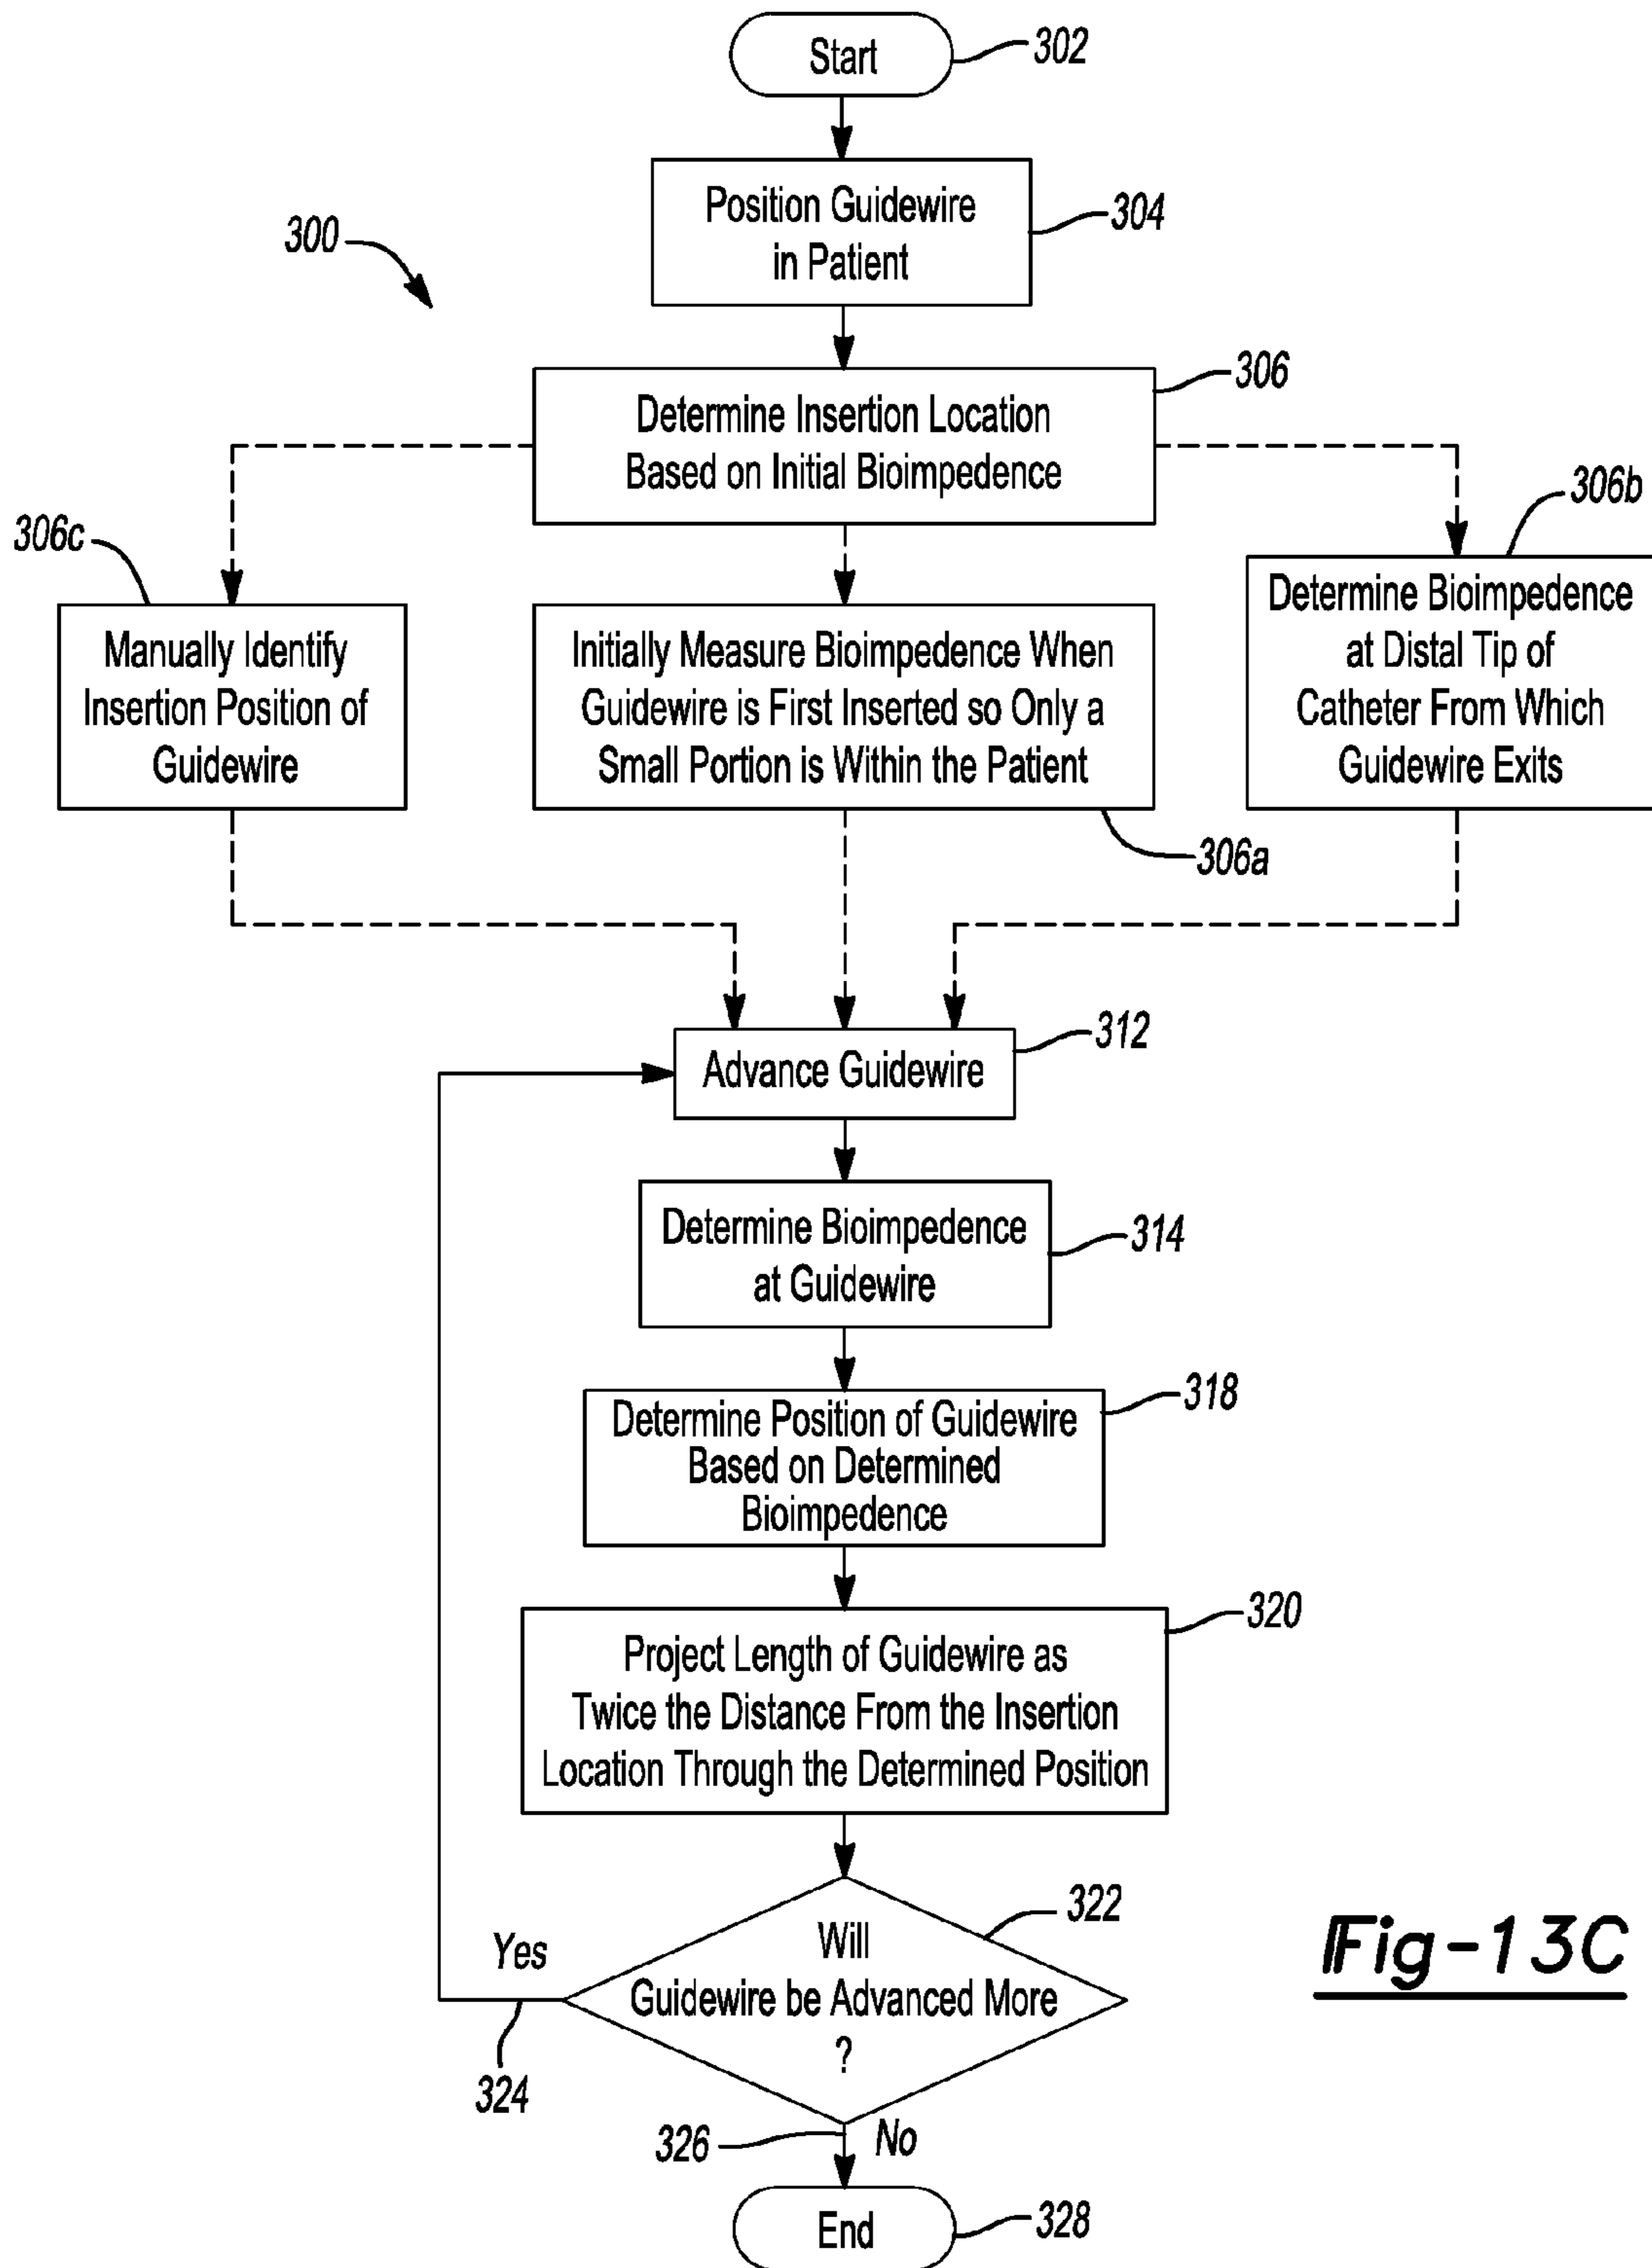 Start
302
Position Guidewire
in Patient
304
300
Determine Insertion Location
Based on Initial Bioimpedence
306
306c
306b
Manually Identify
Insertion Position of
Guidewire
Initially Measure Bioimpedence When
Guidewire is First Inserted so Only a
Small Portion is Within the Patient
306a
Determine Bioimpedence
at Distal Tip of
Catheter From Which
Guidewire Exits
Advance Guidewire
312
Determine Bioimpedence
at Guidewire
314
Determine Position of Guidewire
Based on Determined
Bioimpedence
318
Project Length of Guidewire as
Twice the Distance From the Insertion
Location Through the Determined Position
320
Will
Guidewire be Advanced More
?
322
Yes
324
326
No
End
328
Fig-13C